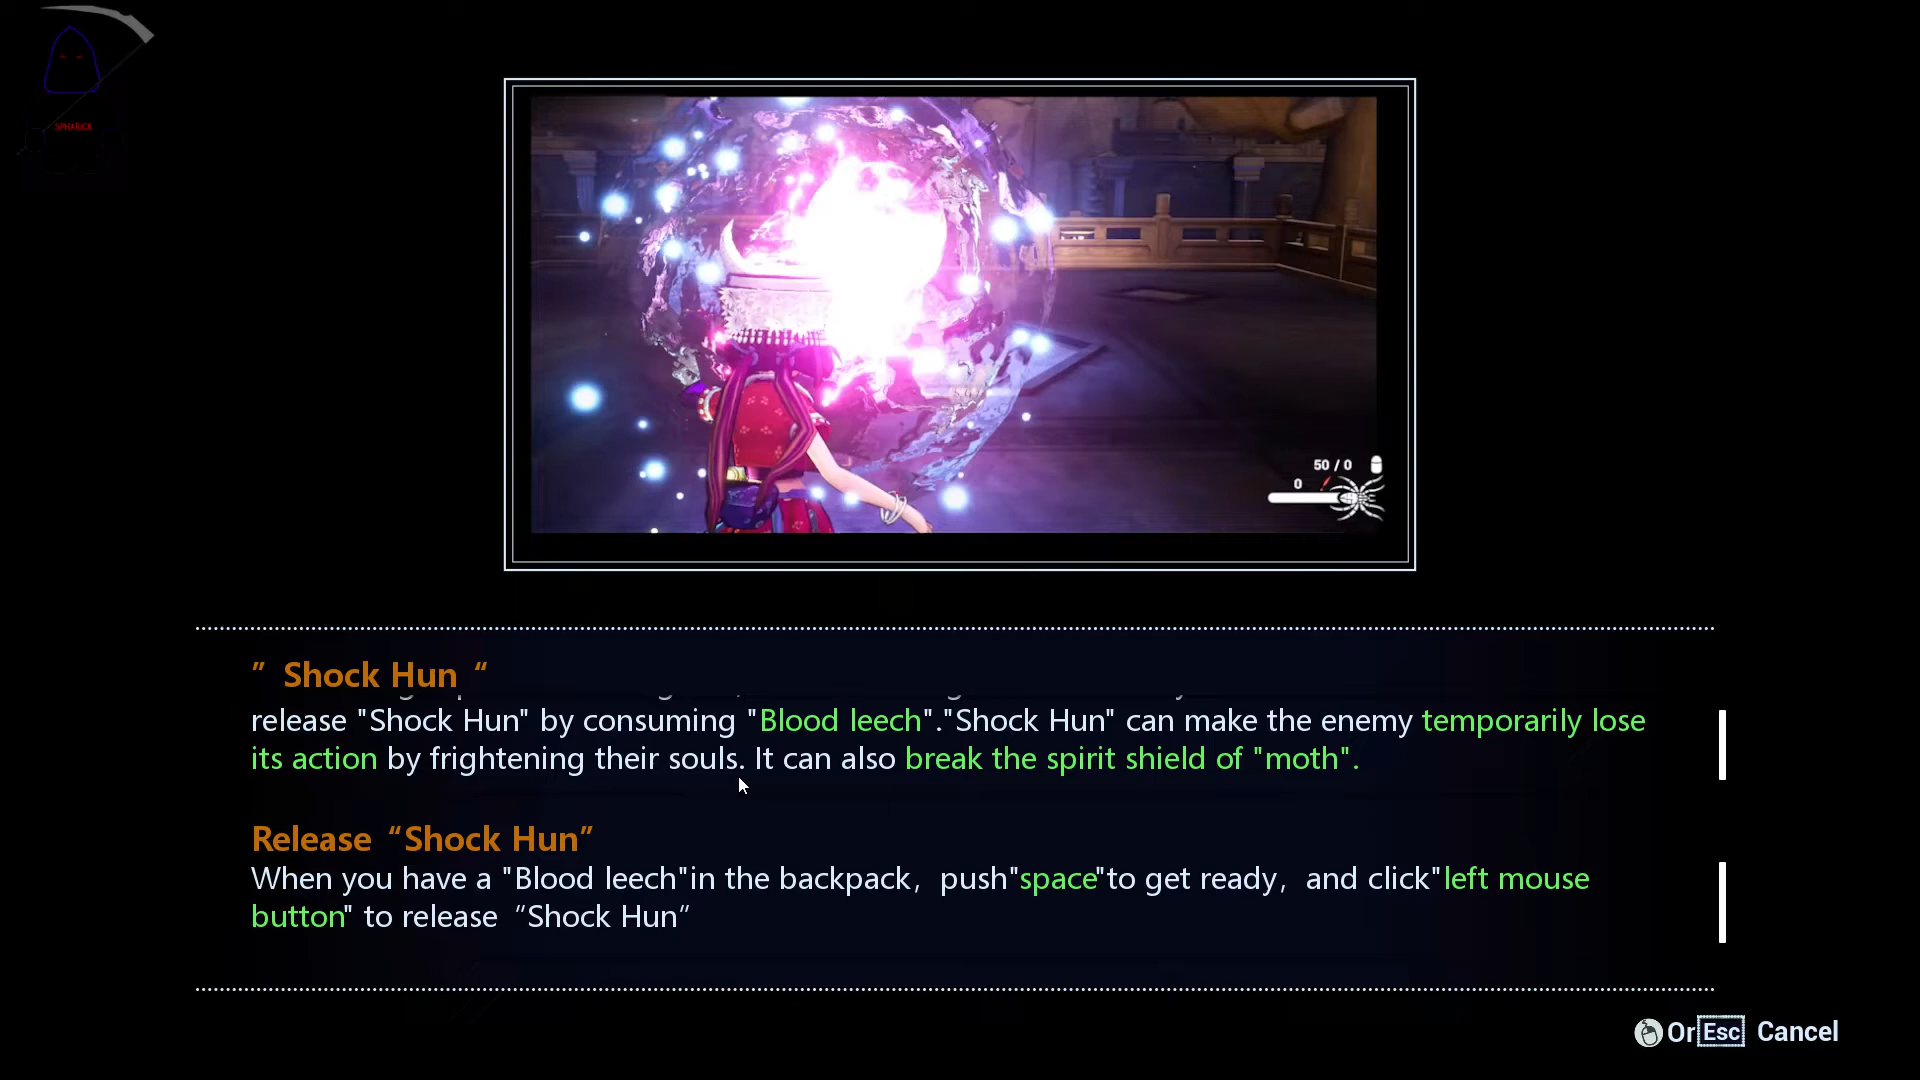 SPHARICK
50 / 0
0
” Shock Hun “
release "Shock Hun" by consuming "Blood leech"."Shock Hun" can make the enemy temporarily lose
its action by frightening their souls. It can also break the spirit shield of "moth".
Release “Shock Hun”
When you have a "Blood leech"in the backpack, push"space"to get ready, and click"left mouse
button" to release “Shock Hun”
Or Esc Cancel